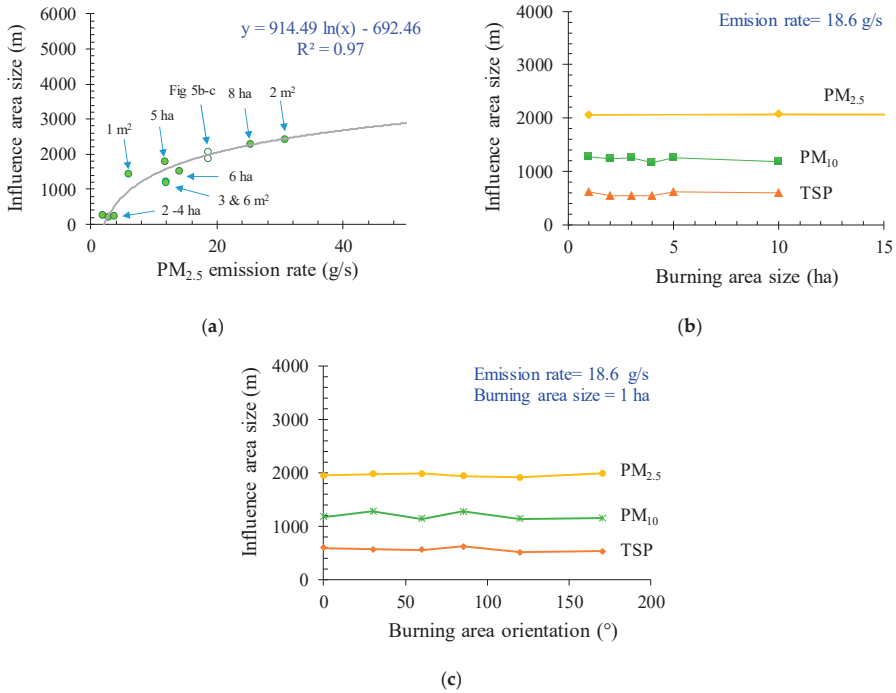 y = 914.49 ln(x) - 692.46
R² = 0.97
Fig 5b-c
8 ha
2 m²
5 ha
1 m²
6 ha
3 & 6 m²
2 -4 ha
6000
5000
4000
3000
2000
1000
0
0
20
40
Influence area size (m)
PM2.5 emission rate (g/s)
(a)
Emision rate= 18.6 g/s
PM2.5
PM10
TSP
4000
3000
2000
1000
0
0
5
10
15
Influence area size (m)
Burning area size (ha)
(b)
Emission rate= 18.6 g/s
Burning area size = 1 ha
PM2.5
PM10
TSP
4000
3000
2000
1000
0
0
50
100
150
200
Influence area size (m)
Burning area orientation (°)
(c)